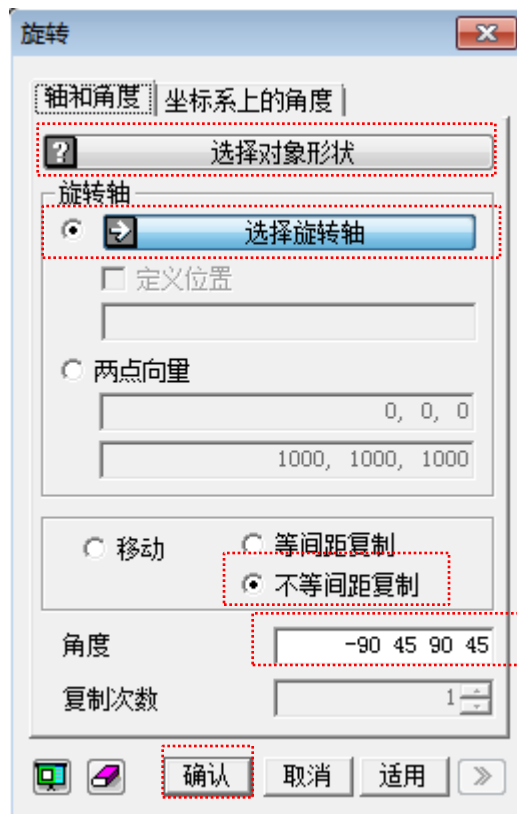 旋转
轴和角度 坐标系上的角度
选择对象形状
旋转轴
选择旋转轴
定义位置
两点向量
0, 0, 0
1000, 1000, 1000
移动 等间距复制
不等间距复制
角度 -90 45 90 45
复制次数 1
确认 取消 适用 >>